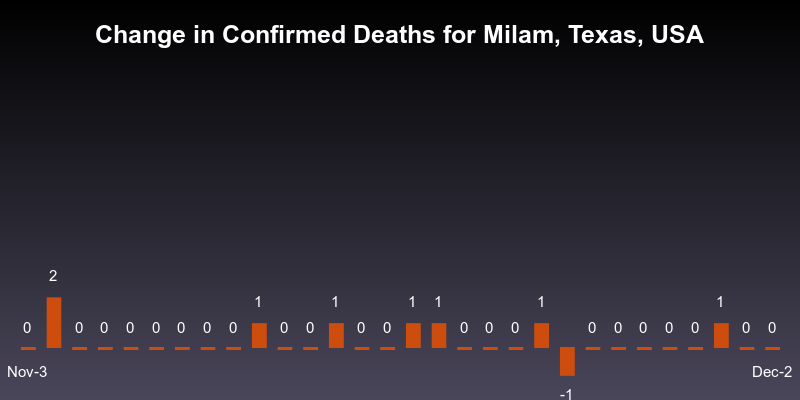 Change in Confirmed Deaths for Milam, Texas, USA
0 2 0 0 0 0 0 0 0 1 0 0 1 0 0 1 1 0 0 0 1 -1 0 0 0 0 0 1 0 0
Nov-3 Dec-2